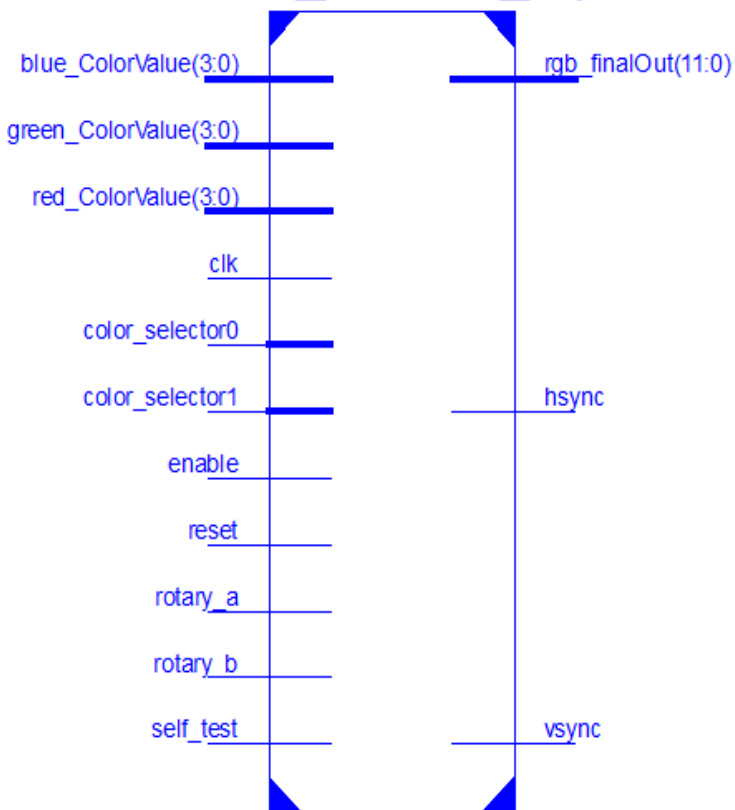 blue_ColorValue(3:0)
rgb_finalOut(11:0)
green_ColorValue(3:0)
red_ColorValue(3:0)
clk
color_selector0
color_selector1
hsync
enable
reset
rotary_a
rotary_b
self_test
vsync